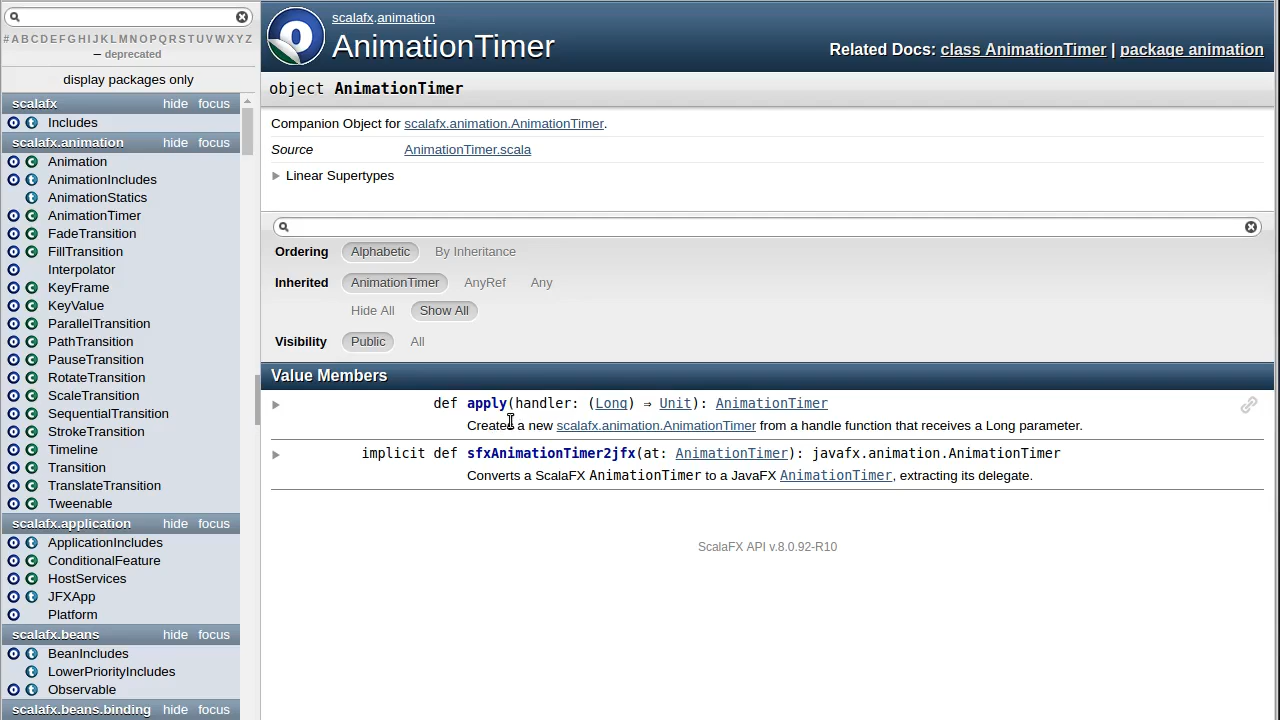 #ABCDEFGHIJKLMNOPQRSTUVWXYZ
– deprecated
display packages only
scalafx hide focus
Includes
scalafx.animation hide focus
Animation
AnimationIncludes
AnimationStatics
AnimationTimer
FadeTransition
FillTransition
Interpolator
KeyFrame
KeyValue
ParallelTransition
PathTransition
PauseTransition
RotateTransition
ScaleTransition
SequentialTransition
StrokeTransition
Timeline
Transition
TranslateTransition
Tweenable
scalafx.application hide focus
ApplicationIncludes
ConditionalFeature
HostServices
JFXApp
Platform
scalafx.beans hide focus
BeanIncludes
LowerPriorityIncludes
Observable
scalafx.beans.binding hide focus
scalafx.animation
AnimationTimer
Related Docs: class AnimationTimer | package animation
object AnimationTimer
Companion Object for scalafx.animation.AnimationTimer.
Source AnimationTimer.scala
Linear Supertypes
Ordering Alphabetic By Inheritance
Inherited AnimationTimer AnyRef Any
Hide All Show All
Visibility Public All
Value Members
def apply(handler: (Long) ⇒ Unit): AnimationTimer
Creates a new scalafx.animation.AnimationTimer from a handle function that receives a Long parameter.
implicit def sfxAnimationTimer2jfx(at: AnimationTimer): javafx.animation.AnimationTimer
Converts a ScalaFX AnimationTimer to a JavaFX AnimationTimer, extracting its delegate.
ScalaFX API v.8.0.92-R10